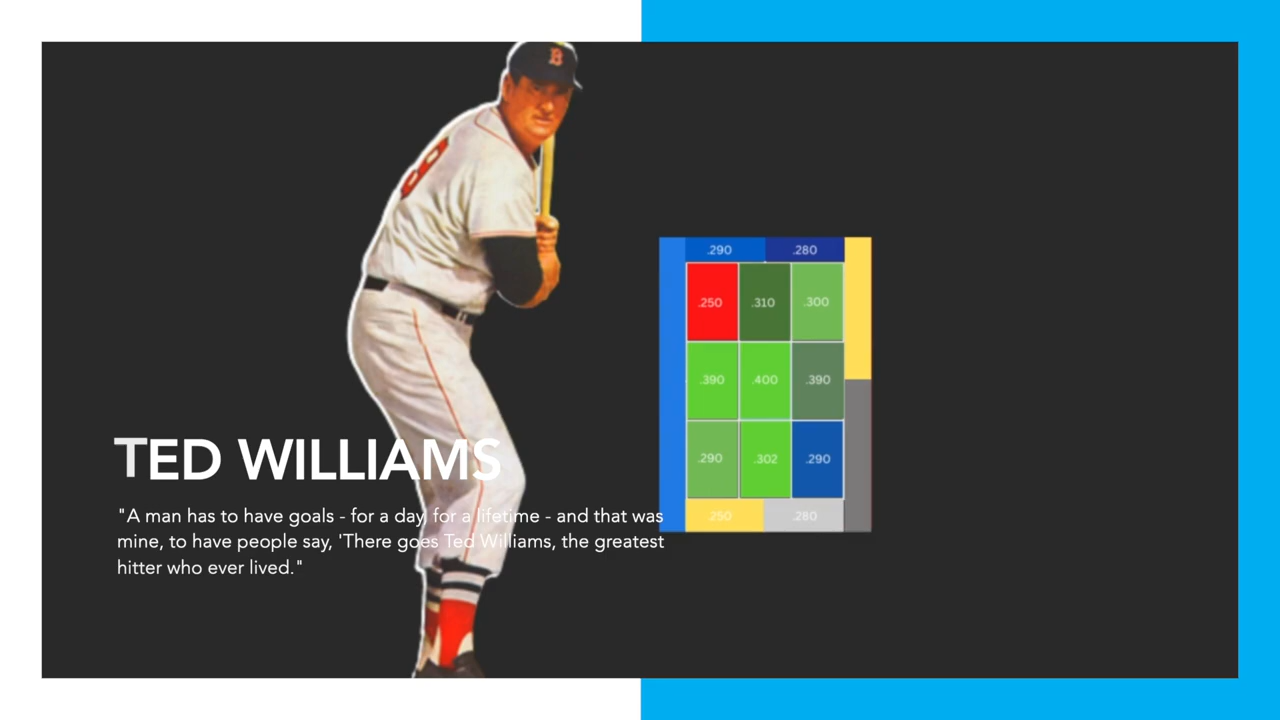 B
9
.290 .280
.250 .310 .300
.390 .400 .390
.290 .302 .290
.250 .280
TED WILLIAMS
"A man has to have goals - for a day, for a lifetime - and that was
mine, to have people say, 'There goes Ted Williams, the greatest
hitter who ever lived."